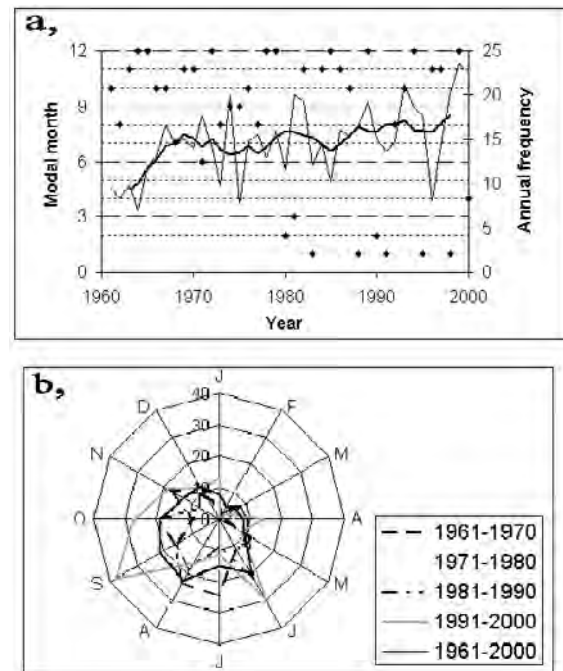 a,
12
9
6
3
0
Modal month
25
20
15
10
5
0
Annual frequency
1960
1970
1980
1990
2000
Year
b,
J
F
M
A
M
J
J
A
S
O
N
D
40
30
20
10
0
1961-1970
1971-1980
1981-1990
1991-2000
1961-2000